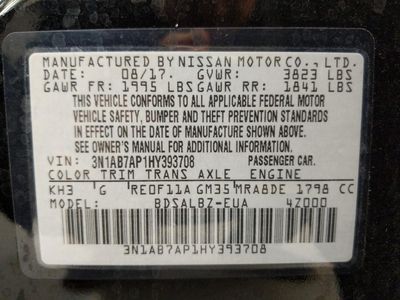 MANUFACTURED BY NISSAN MOTOR CO., LTD.
DATE: 08/17. GVWR: 3823 LBS
GAWR FR: 1995 LBS GAWR RR: 1841 LBS
THIS VEHICLE CONFORMS TO ALL APPLICABLE FEDERAL MOTOR
VEHICLE SAFETY, BUMPER AND THEFT PREVENTION STANDARDS
IN EFFECT ON THE DATE OF MANUFACTURE SHOWN ABOVE.
SEE OWNER'S MANUAL FOR ADDITIONAL INFORMATION.
VIN: 3N1AB7AP1HY393708 PASSENGER CAR.
COLOR TRIM TRANS AXLE ENGINE
KH3 G RE0F11A GM35 MRA8DE 1798 CC
MODEL: BDSALBZ-EUA 4Z000
3N1AB7AP1HY393708